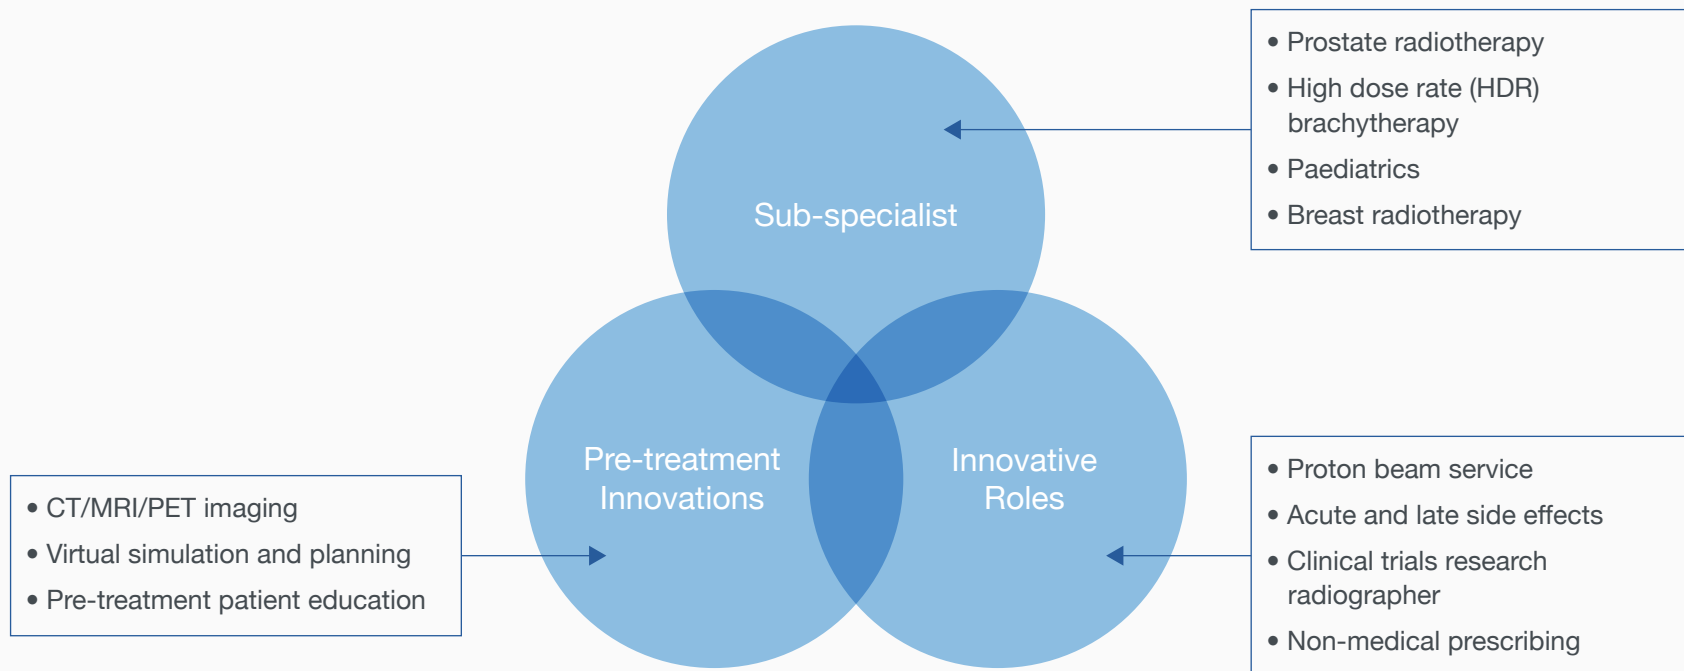 • Prostate radiotherapy
• High dose rate (HDR)
brachytherapy
• Paediatrics
• Breast radiotherapy
Sub-specialist
Pre-treatment
Innovations
Innovative
Roles
• CT/MRI/PET imaging
• Virtual simulation and planning
• Pre-treatment patient education
• Proton beam service
• Acute and late side effects
• Clinical trials research
radiographer
• Non-medical prescribing